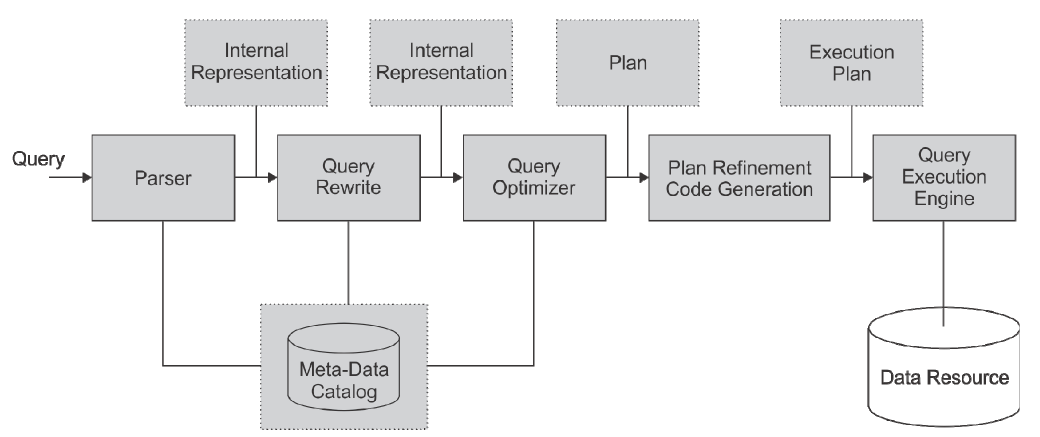 Internal
Representation
Internal
Representation
Plan
Execution
Plan
Query
Parser
Query
Rewrite
Query
Optimizer
Plan Refinement
Code Generation
Query
Execution
Engine
Meta-Data
Catalog
Data Resource